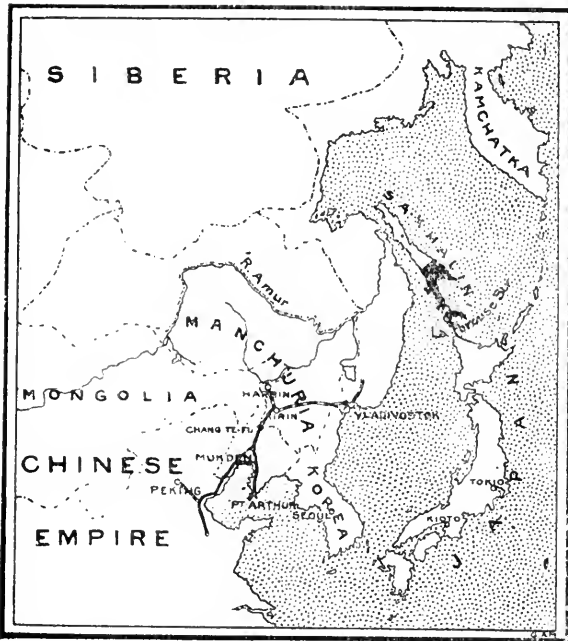 SIBERIA
KAMCHATKA
SAKHALIN
R. Amur
MANCHURIA
MONGOLIA
HARBIN
KIRIN
VLADIVOSTOK
CHANG TE-FU
CHINESE
MUKDEN
KOREA
JAPAN
PEKING
PT ARTHUR
SEOUL
TOKIO
KIOTO
EMPIRE